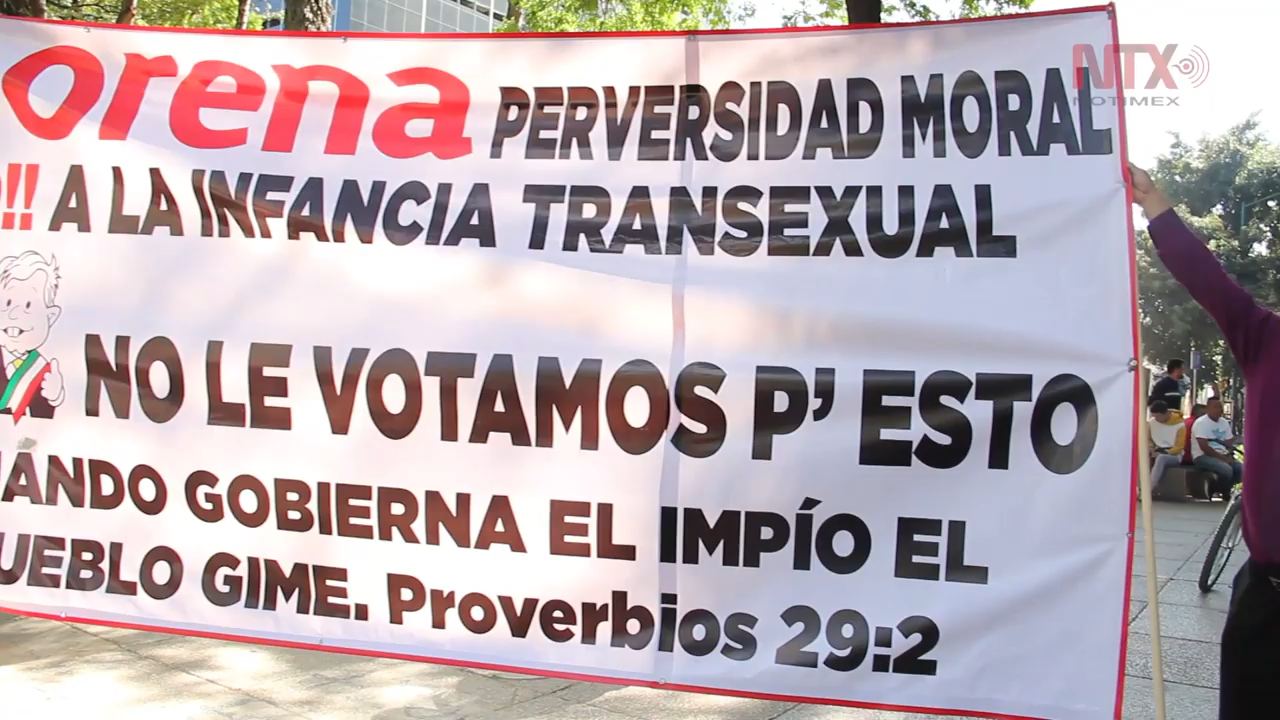 orena PERVERSIDAD MORAL
!! A LA INFANCIA TRANSEXUAL
NO LE VOTAMOS P' ESTO
ÁNDO GOBIERNA EL IMPÍO EL
UEBLO GIME. Proverbios 29:2
NTX
NOTIMEX